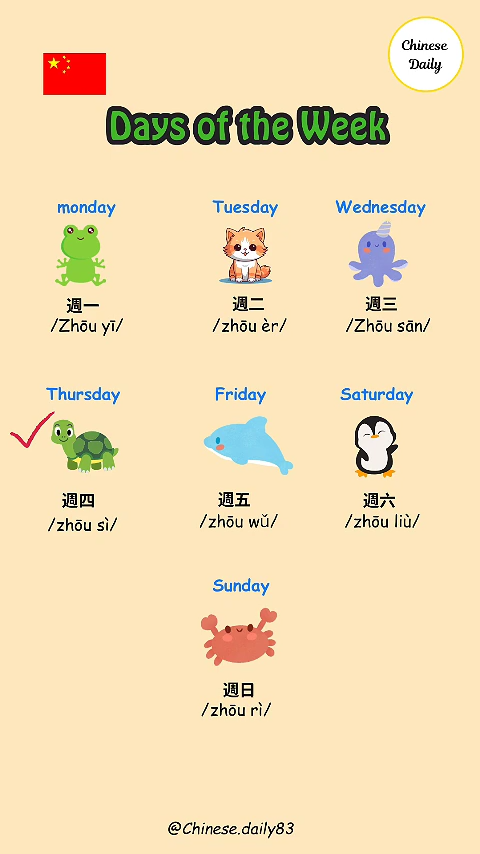 Chinese
Daily
Days of the Week
monday
週一
/Zhōu yī/
Tuesday
週二
/zhōu èr/
Wednesday
週三
/Zhōu sān/
Thursday
週四
/zhōu sì/
Friday
週五
/zhōu wǔ/
Saturday
週六
/zhōu liù/
Sunday
週日
/zhōu rì/
@Chinese.daily83